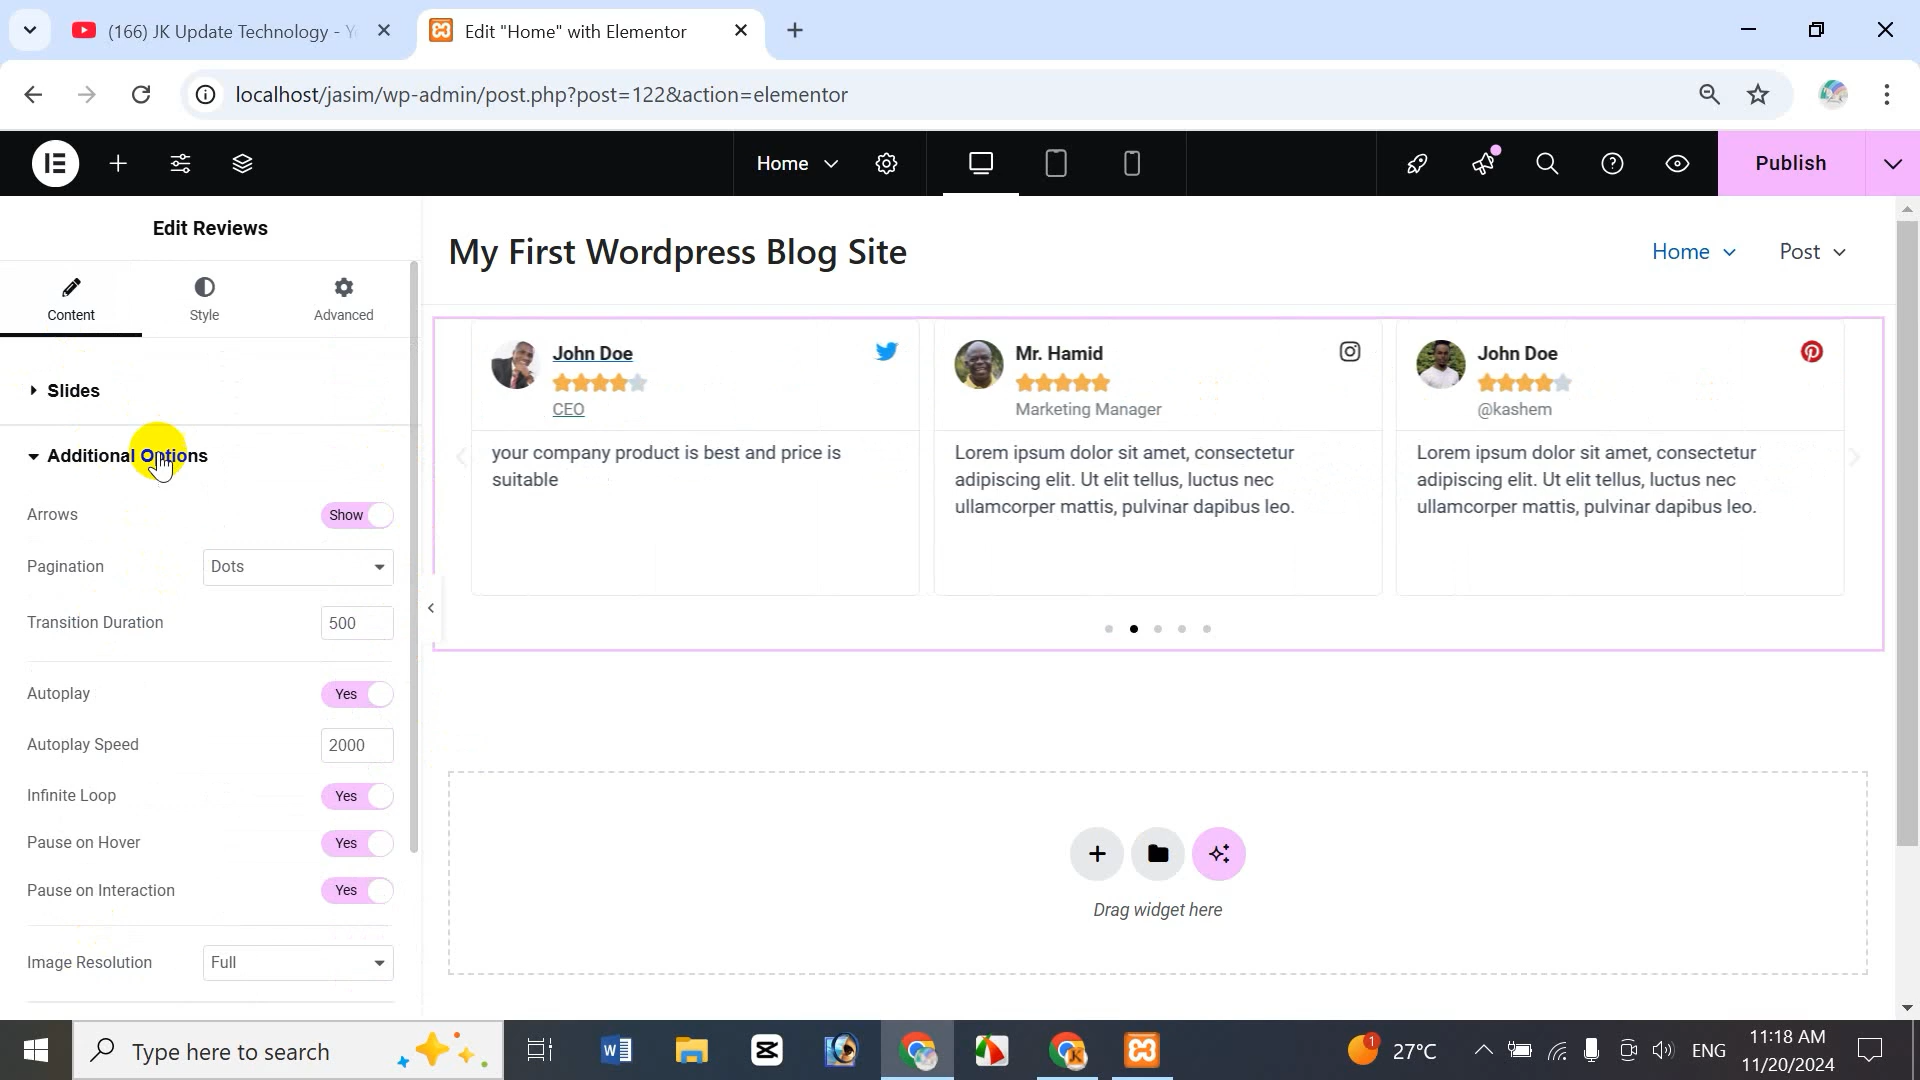 (166) JK Update Technology - Y
Edit "Home" with Elementor
localhost/jasim/wp-admin/post.php?post=122&action=elementor
Home
Publish
Edit Reviews
Content
Style
Advanced
Slides
Additional Options
Arrows
Show
Pagination
Dots
Transition Duration
500
Autoplay
Yes
Autoplay Speed
2000
Infinite Loop
Yes
Pause on Hover
Yes
Pause on Interaction
Yes
Image Resolution
Full
My First Wordpress Blog Site
Home
Post
John Doe
CEO
your company product is best and price is
suitable
Mr. Hamid
Marketing Manager
Lorem ipsum dolor sit amet, consectetur
adipiscing elit. Ut elit tellus, luctus nec
ullamcorper mattis, pulvinar dapibus leo.
John Doe
@kashem
Lorem ipsum dolor sit amet, consectetur
adipiscing elit. Ut elit tellus, luctus nec
ullamcorper mattis, pulvinar dapibus leo.
Drag widget here
Type here to search
1
27°C
ENG
11:18 AM
11/20/2024